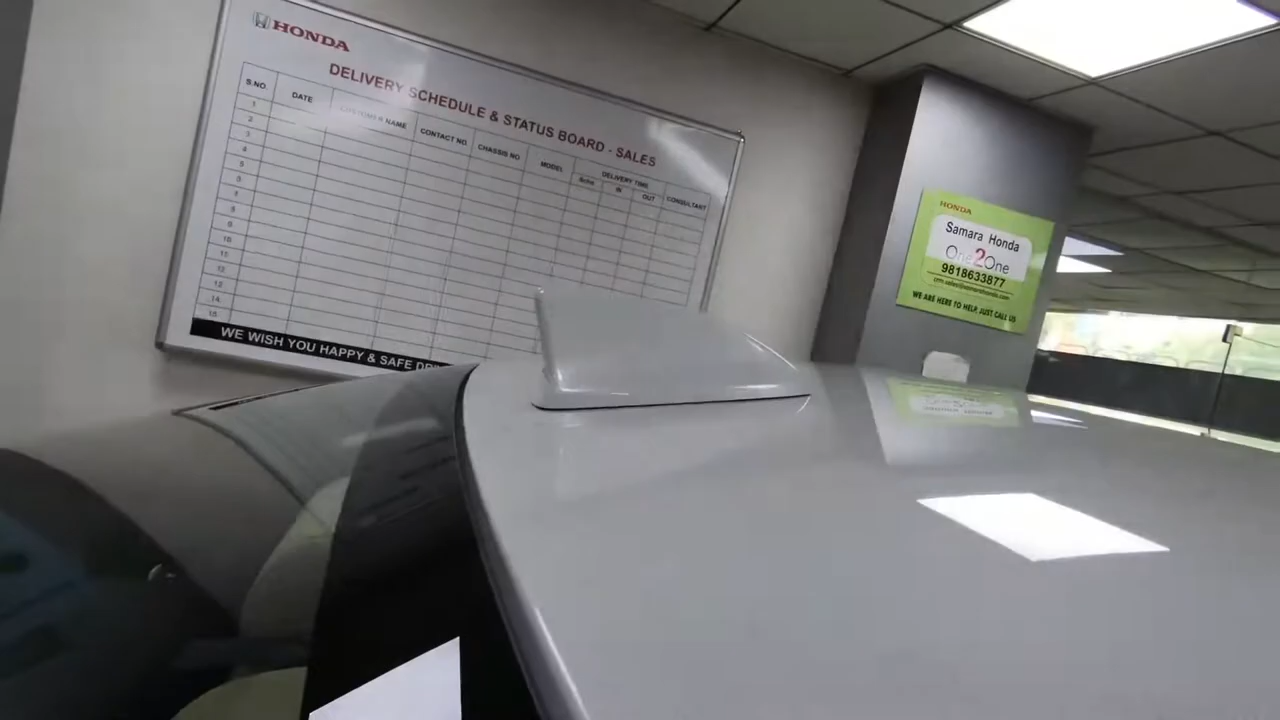 HONDA
DELIVERY SCHEDULE & STATUS BOARD - SALES
S.NO. DATE CUSTOMER NAME CONTACT NO. CHASSIS NO MODEL DELIVERY TIME CONSULTANT
IN OUT
1
2
3
4
5
6
7
8
9
10
11
12
13
14
15
WE WISH YOU HAPPY & SAFE
HONDA
Samara Honda
One2One
9818633877
WE ARE HERE TO HELP, JUST CALL US